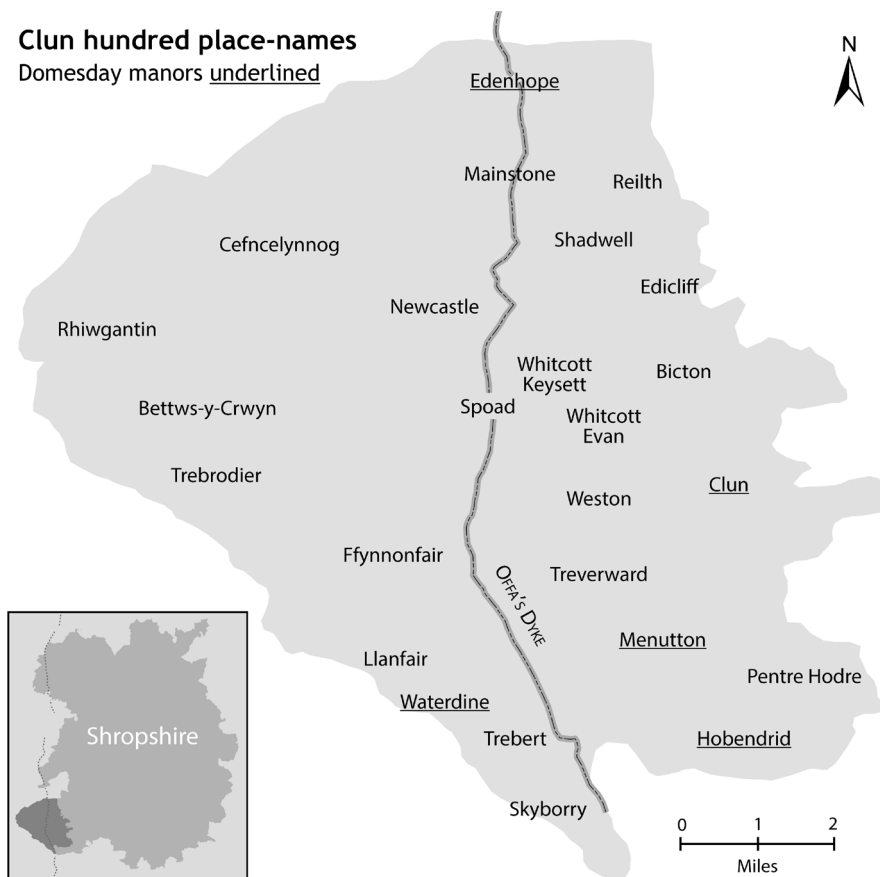 Clun hundred place-names
Domesday manors underlined
N
Edenhope
Mainstone
Reilth
Cefncelynnog
Shadwell
Edicliff
Newcastle
Rhiwgantin
Whitcott
Keysett
Bicton
Bettws-y-Crwyn
Spoad
Whitcott
Evan
Trebrodier
Clun
Weston
Ffynnonfair
Treverward
OFFA'S DYKE
Menutton
Llanfair
Pentre Hodre
Waterdine
Trebert
Hobendrid
Shropshire
Skyborry
0 1 2
Miles